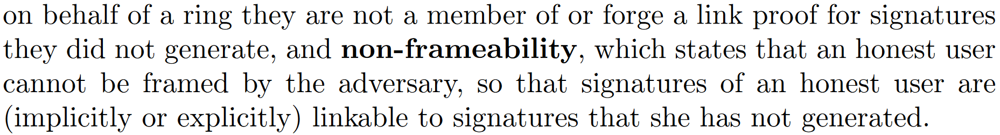 on behalf of a ring they are not a member of or forge a link proof for signatures
they did not generate, and non-frameability, which states that an honest user
cannot be framed by the adversary, so that signatures of an honest user are
(implicitly or explicitly) linkable to signatures that she has not generated.